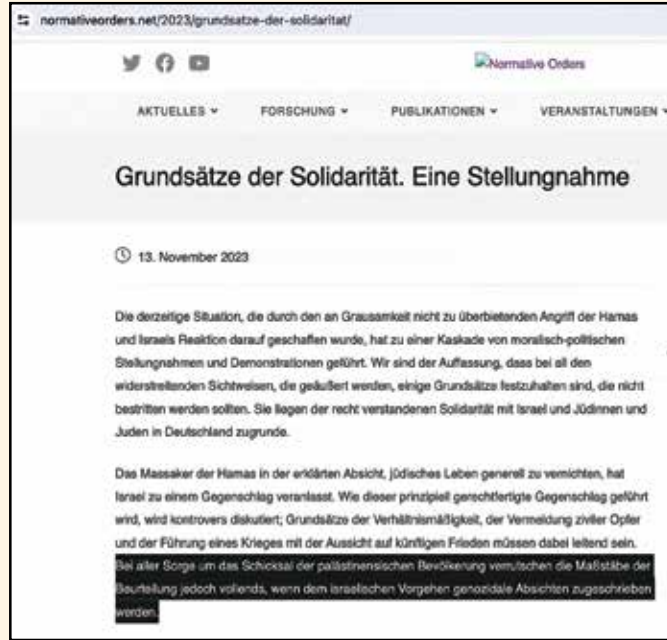 normativeorders.net/2023/grundsatze-der-solidaritat/
Normative Orders
AKTUELLES FORSCHUNG PUBLIKATIONEN VERANSTALTUNGEN
Grundsätze der Solidarität. Eine Stellungnahme
13. November 2023
Die derzeitige Situation, die durch den an Grausamkeit nicht zu überbietenden Angriff der Hamas
und Israels Reaktion darauf geschaffen wurde, hat zu einer Kaskade von moralisch-politischen
Stellungnahmen und Demonstrationen geführt. Wir sind der Auffassung, dass bei all den
widerstreitenden Sichtweisen, die geäußert werden, einige Grundsätze festzuhalten sind, die nicht
bestritten werden sollten. Sie liegen der recht verstandenen Solidarität mit Israel und Jüdinnen und
Juden in Deutschland zugrunde.
Das Massaker der Hamas in der erklärten Absicht, jüdisches Leben generell zu vernichten, hat
Israel zu einem Gegenschlag veranlasst. Wie dieser prinzipiell gerechtfertigte Gegenschlag geführt
wird, wird kontrovers diskutiert; Grundsätze der Verhältnismäßigkeit, der Vermeidung ziviler Opfer
und der Führung eines Krieges mit der Aussicht auf künftigen Frieden müssen dabei leitend sein.
Bei aller Sorge um das Schicksal der palästinensischen Bevölkerung verrutschen die Maßstäbe der
Beurteilung jedoch vollends, wenn dem israelischen Vorgehen genozidale Absichten zugeschrieben
werden.